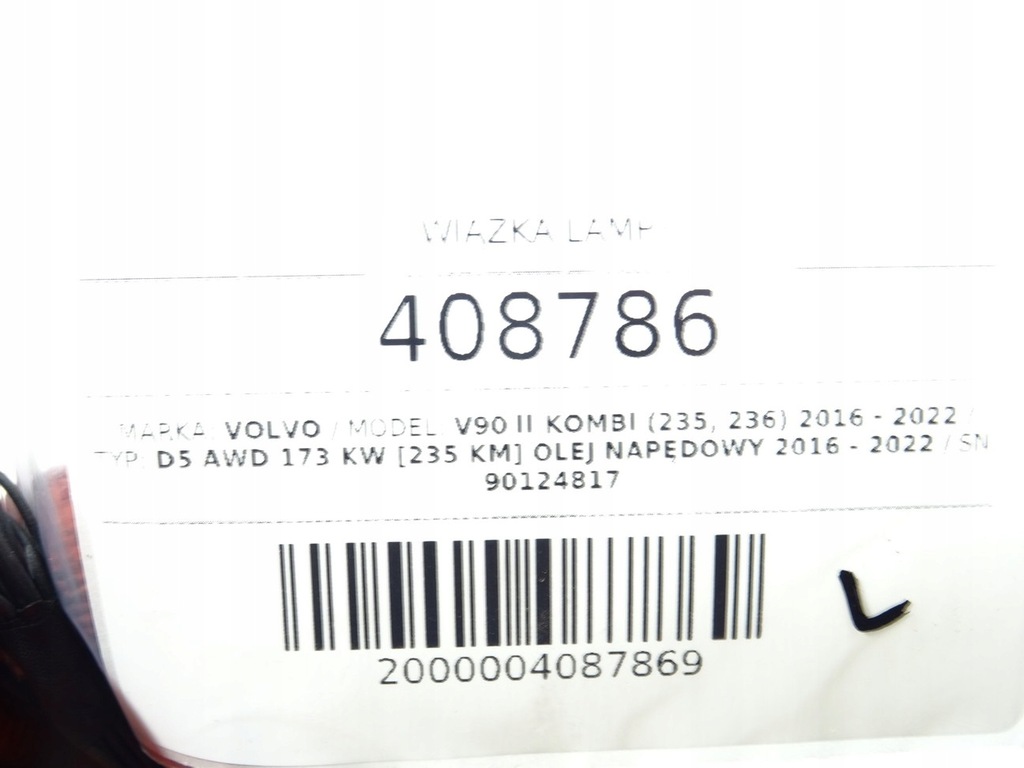 WIAZKA LAMP
408786
MARKA: VOLVO / MODEL: V90 II KOMBI (235, 236) 2016 - 2022 /
TYP: D5 AWD 173 KW [235 KM] OLEJ NAPĘDOWY 2016 - 2022 / SN
90124817
2000004087869
L